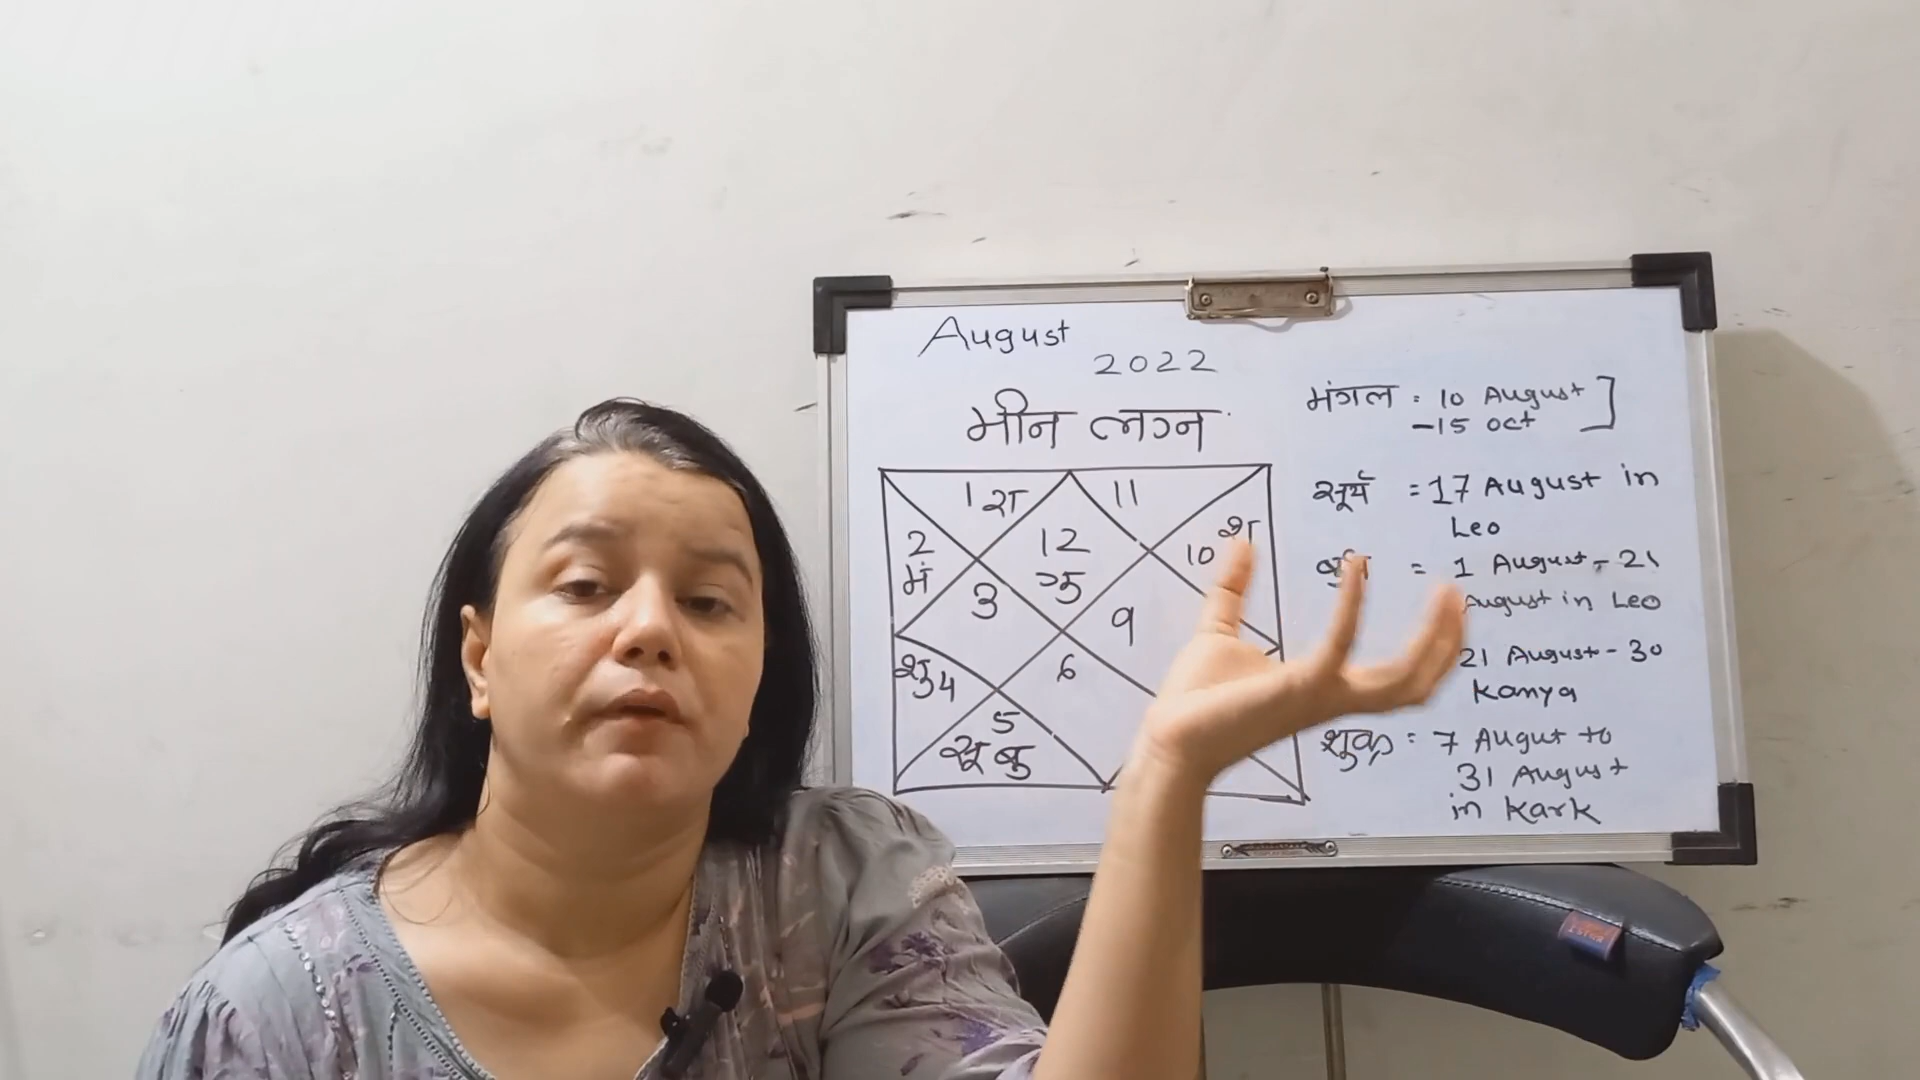 August
2022
मीन लग्न
1 रा
11
2
मं
12
गु
10 श
3
9
शु 4
6
5
सू बु
मंगल : 10 August
-15 Oct
सूर्य = 17 August in
Leo
= 1 August - 21
August in Leo
21 August - 30
Kanya
शुक्र : 7 Augut to
31 August
in Kark